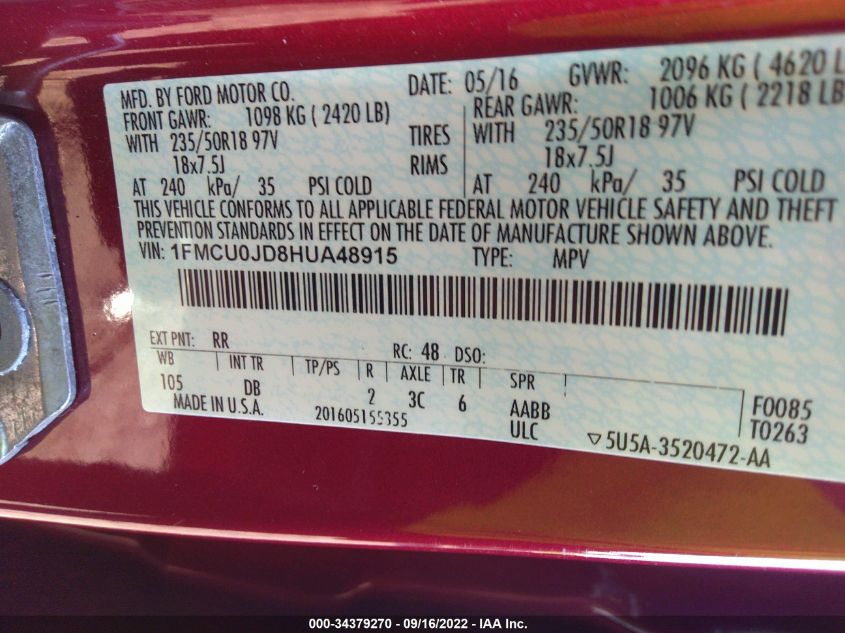 MFD. BY FORD MOTOR CO. DATE: 05/16 GVWR: 2096 KG ( 4620 L
FRONT GAWR: 1098 KG ( 2420 LB) REAR GAWR: 1006 KG ( 2218 LB
WITH 235/50R18 97V TIRES WITH 235/50R18 97V
18x7.5J RIMS 18x7.5J
AT 240 kPa/ 35 PSI COLD AT 240 kPa/ 35 PSI COLD
THIS VEHICLE CONFORMS TO ALL APPLICABLE FEDERAL MOTOR VEHICLE SAFETY AND THEFT
PREVENTION STANDARDS IN EFFECT ON THE DATE OF MANUFACTURE SHOWN ABOVE.
VIN: 1FMCU0JD8HUA48915 TYPE: MPV
EXT PNT: RR RC: 48 DSO:
WB INT TR TP/PS R AXLE TR SPR
105 DB 2 3C 6 AABB F0085
MADE IN U.S.A. 201605155355 ULC ▽5U5A-3520472-AA T0263
000-34379270 - 09/16/2022 - IAA Inc.